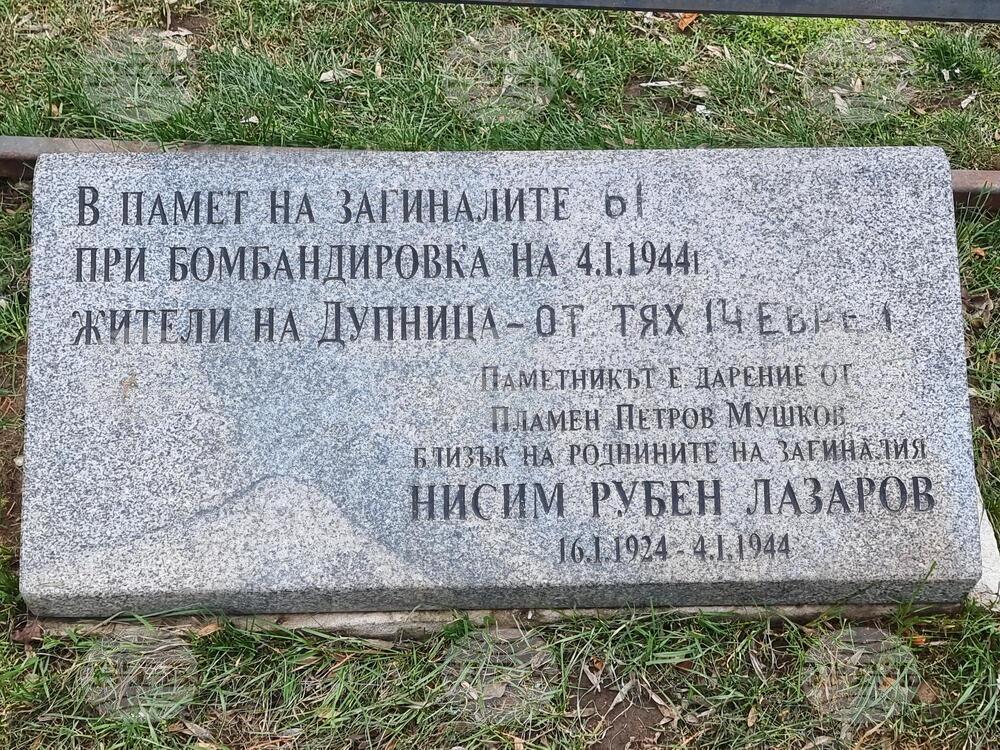 В ПАМЕТ НА ЗАГИНАЛИТЕ 61
ПРИ БОМБАНДИРОВКА НА 4.I.1944г
ЖИТЕЛИ НА ДУПНИЦА - ОТ ТЯХ 14 ЕВРЕИ
ПАМЕТНИКЪТ Е ДАРЕНИЕ ОТ
ПЛАМЕН ПЕТРОВ МУШКОВ
БЛИЗЪК НА РОДНИНИТЕ НА ЗАГИНАЛИЯ
НИСИМ РУБЕН ЛАЗАРОВ
16.I.1924 - 4.I.1944